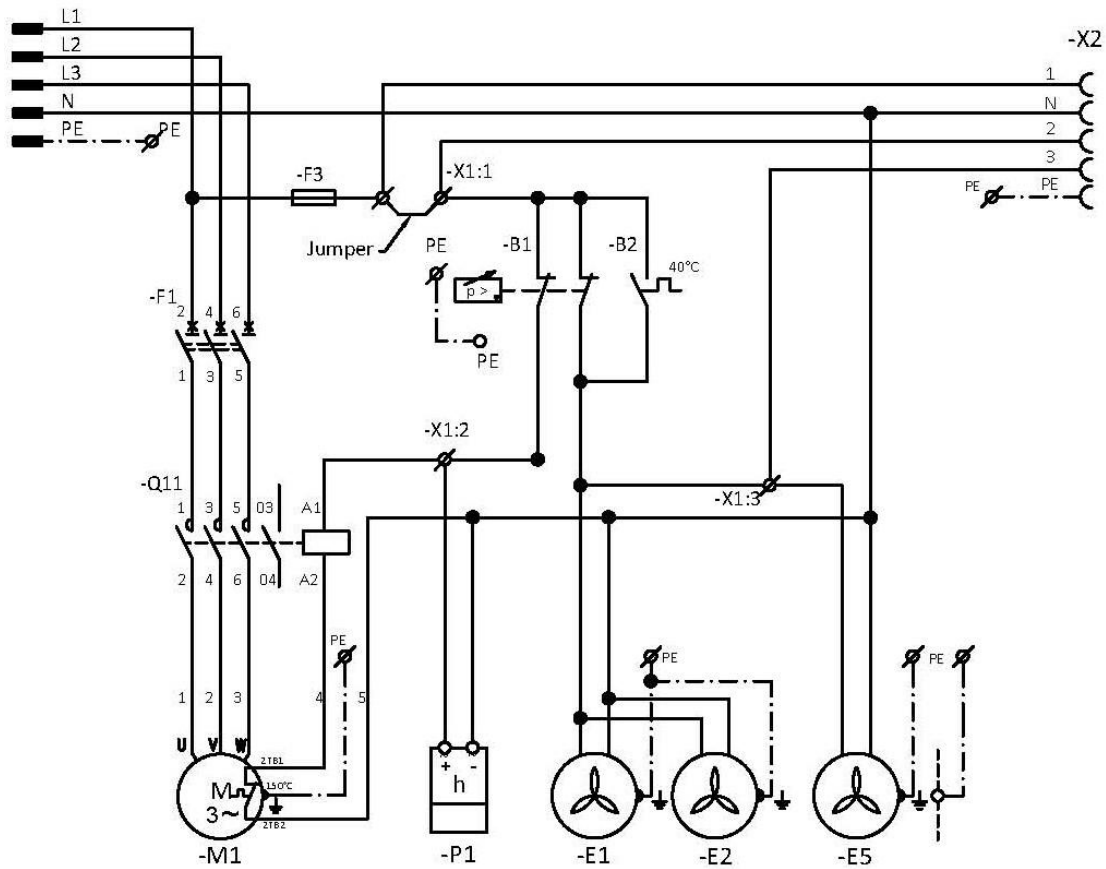 L1
-X2
L2
L3
1
N
N
PE
PE
2
-F3
-X1:1
3
PE
PE
Jumper
PE
-B1
-B2
40°C
p >
-F1
2
4
6
PE
1
3
5
-X1:2
-Q11
-X1:3
1
3
5
03
A1
2
4
6
04
A2
PE
PE
PE
1
2
3
4
5
U
V
W
2TB1
+
-
M
150°C
h
3~
2TB2
-M1
-P1
-E1
-E2
-E5